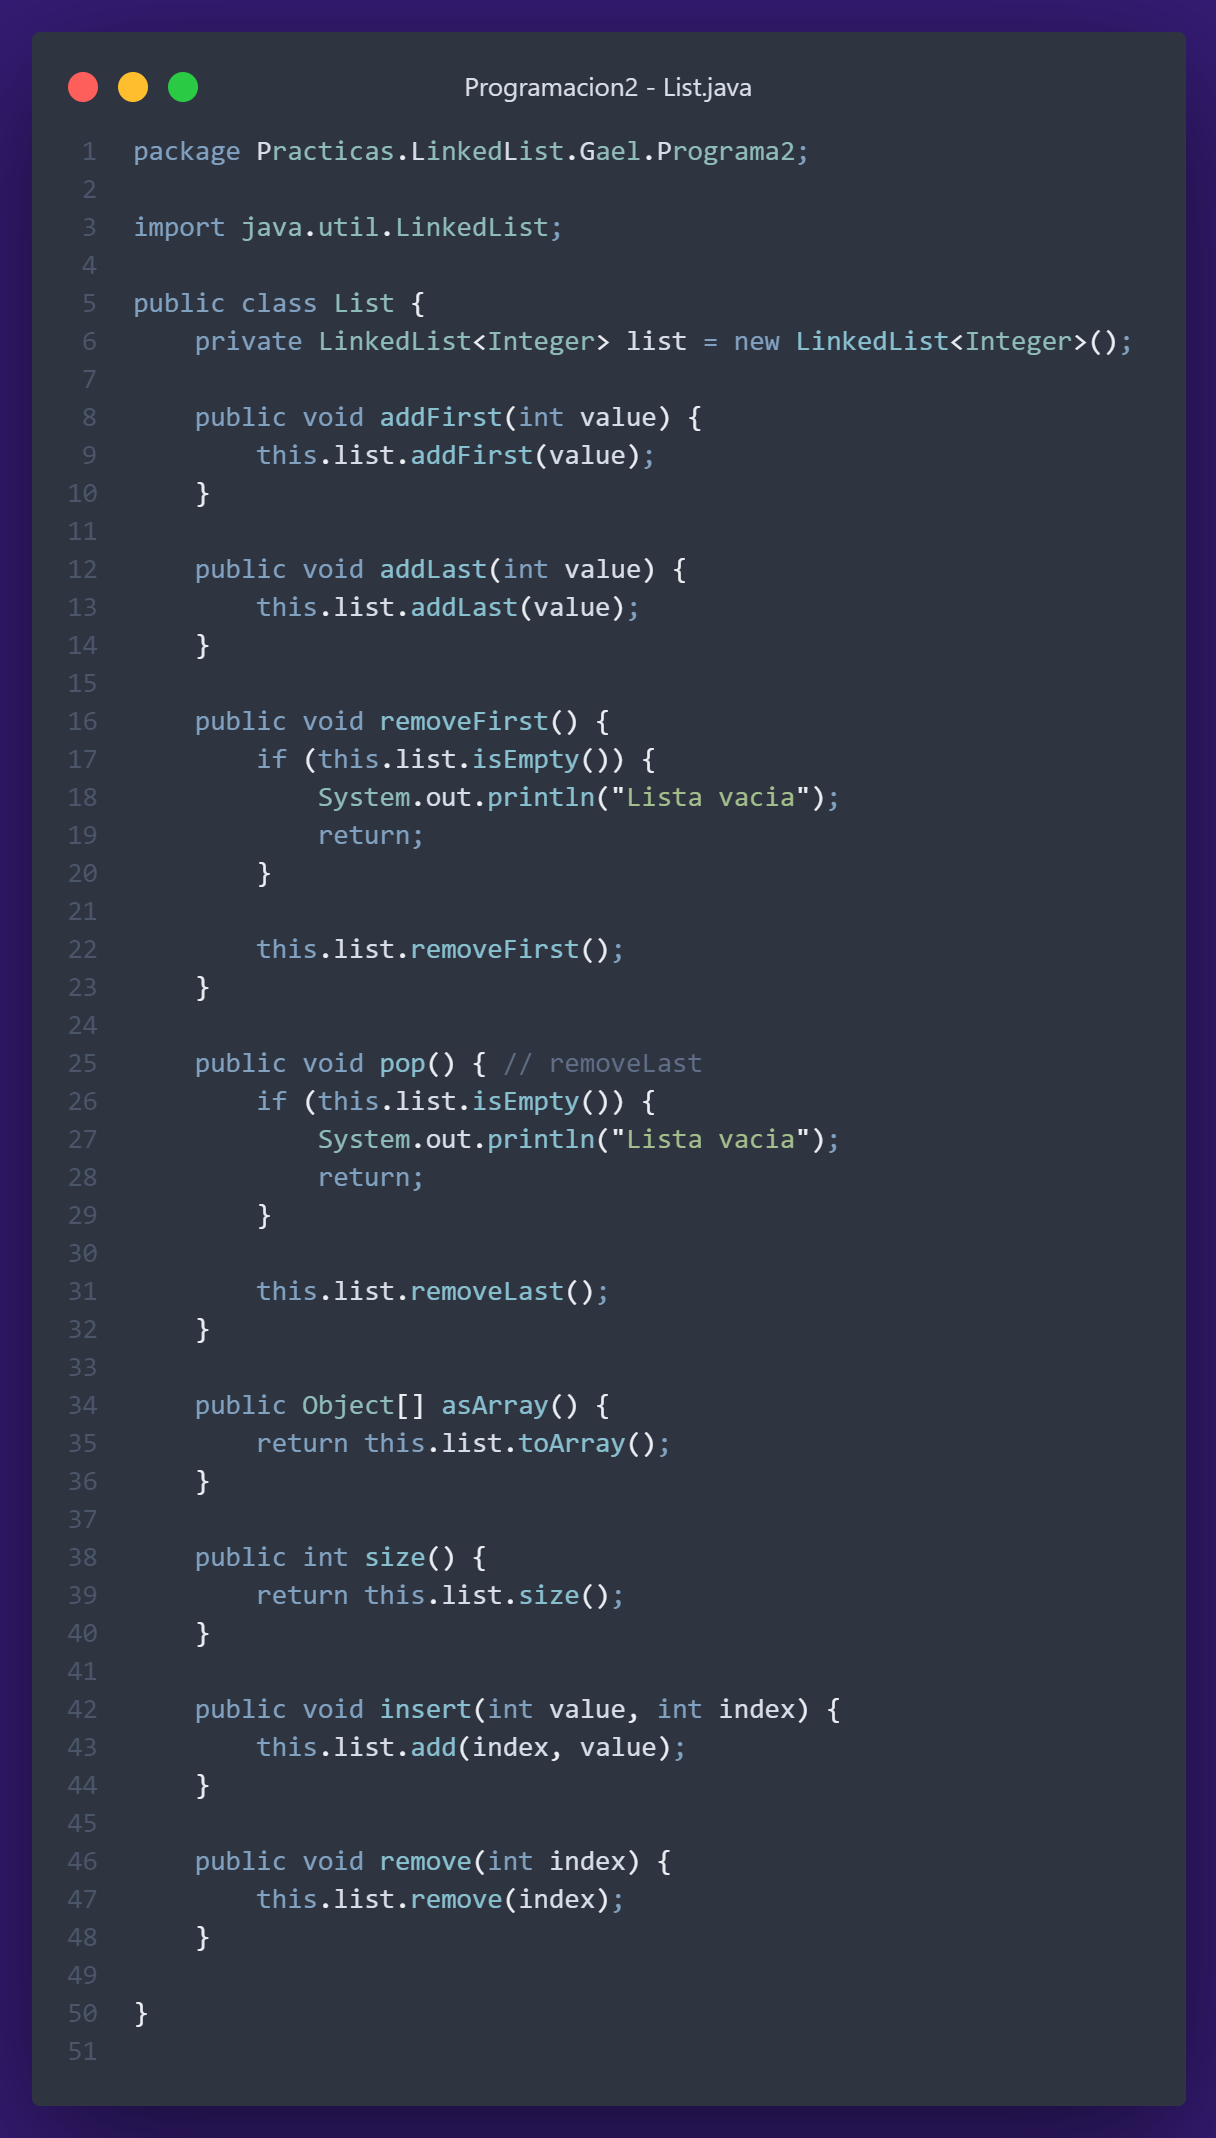 Programacion2 - List.java
1 package Practicas.LinkedList.Gael.Programa2;
2
3 import java.util.LinkedList;
4
5 public class List {
6     private LinkedList<Integer> list = new LinkedList<Integer>();
7
8     public void addFirst(int value) {
9         this.list.addFirst(value);
10     }
11
12     public void addLast(int value) {
13         this.list.addLast(value);
14     }
15
16     public void removeFirst() {
17         if (this.list.isEmpty()) {
18             System.out.println("Lista vacia");
19             return;
20         }
21
22         this.list.removeFirst();
23     }
24
25     public void pop() { // removeLast
26         if (this.list.isEmpty()) {
27             System.out.println("Lista vacia");
28             return;
29         }
30
31         this.list.removeLast();
32     }
33
34     public Object[] asArray() {
35         return this.list.toArray();
36     }
37
38     public int size() {
39         return this.list.size();
40     }
41
42     public void insert(int value, int index) {
43         this.list.add(index, value);
44     }
45
46     public void remove(int index) {
47         this.list.remove(index);
48     }
49
50 }
51